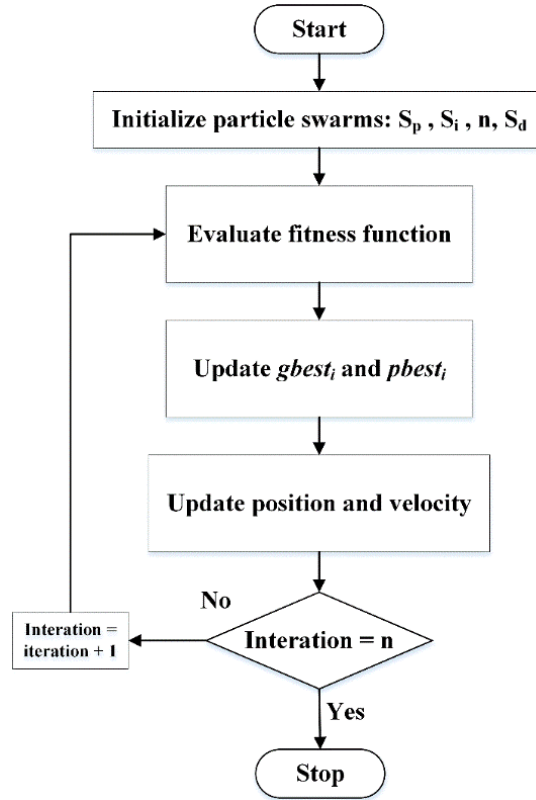 Start
Initialize particle swarms: Sp , Si , n, Sd
Evaluate fitness function
Update gbesti and pbesti
Update position and velocity
No
Interation =
iteration + 1
Interation = n
Yes
Stop